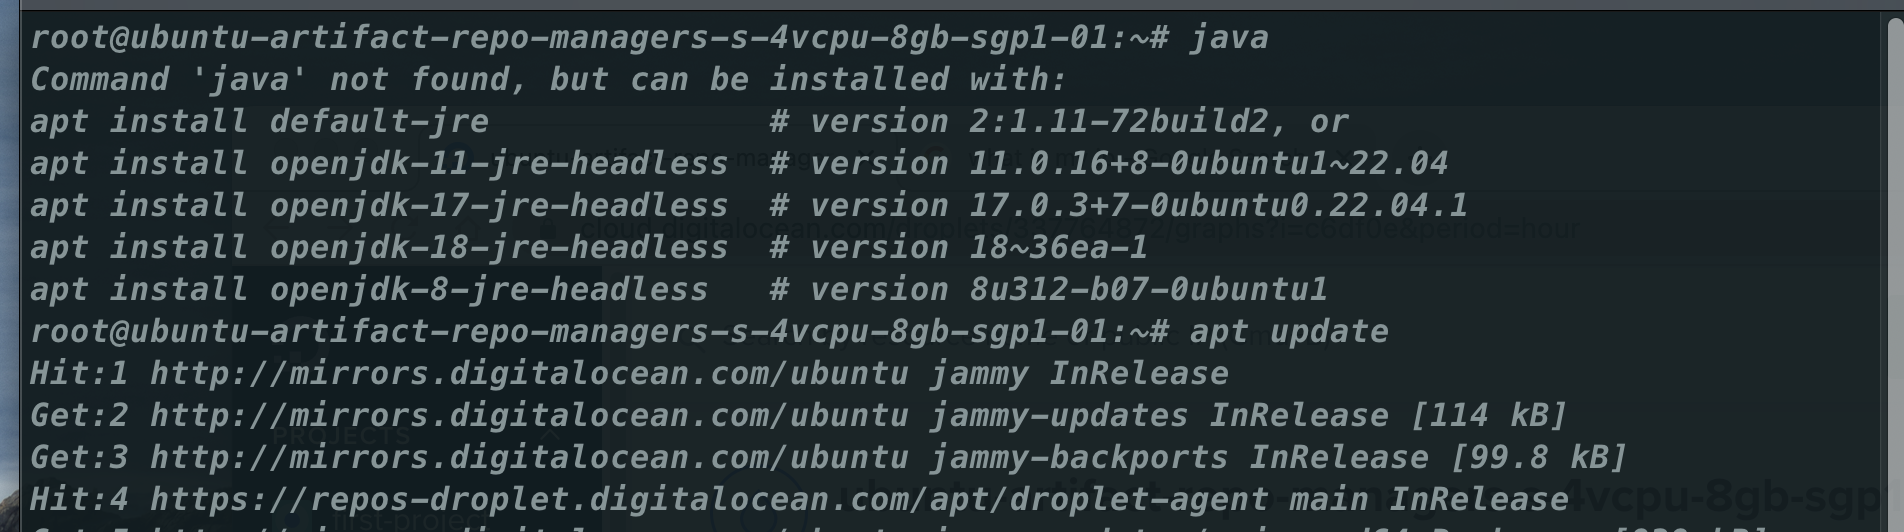 root@ubuntu-artifact-repo-managers-s-4vcpu-8gb-sgp1-01:~# java
Command 'java' not found, but can be installed with:
apt install default-jre              # version 2:1.11-72build2, or
apt install openjdk-11-jre-headless  # version 11.0.16+8-0ubuntu1~22.04
apt install openjdk-17-jre-headless  # version 17.0.3+7-0ubuntu0.22.04.1
apt install openjdk-18-jre-headless  # version 18~36ea-1
apt install openjdk-8-jre-headless   # version 8u312-b07-0ubuntu1
root@ubuntu-artifact-repo-managers-s-4vcpu-8gb-sgp1-01:~# apt update
Hit:1 http://mirrors.digitalocean.com/ubuntu jammy InRelease
Get:2 http://mirrors.digitalocean.com/ubuntu jammy-updates InRelease [114 kB]
PROJECTS
Get:3 http://mirrors.digitalocean.com/ubuntu jammy-backports InRelease [99.8 kB]
Hit:4 https://repos-droplet.digitalocean.com/apt/droplet-agent main InRelease
first-project